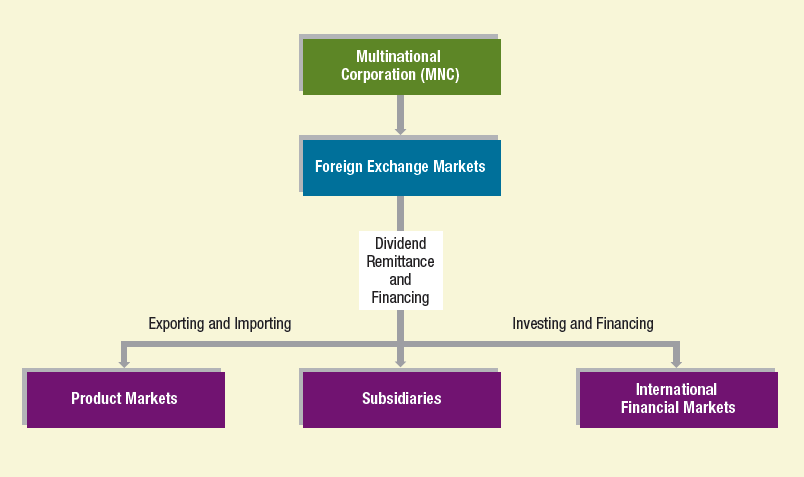 Multinational
Corporation (MNC)
Foreign Exchange Markets
Dividend
Remittance
and
Financing
Exporting and Importing
Investing and Financing
Product Markets
Subsidiaries
International
Financial Markets